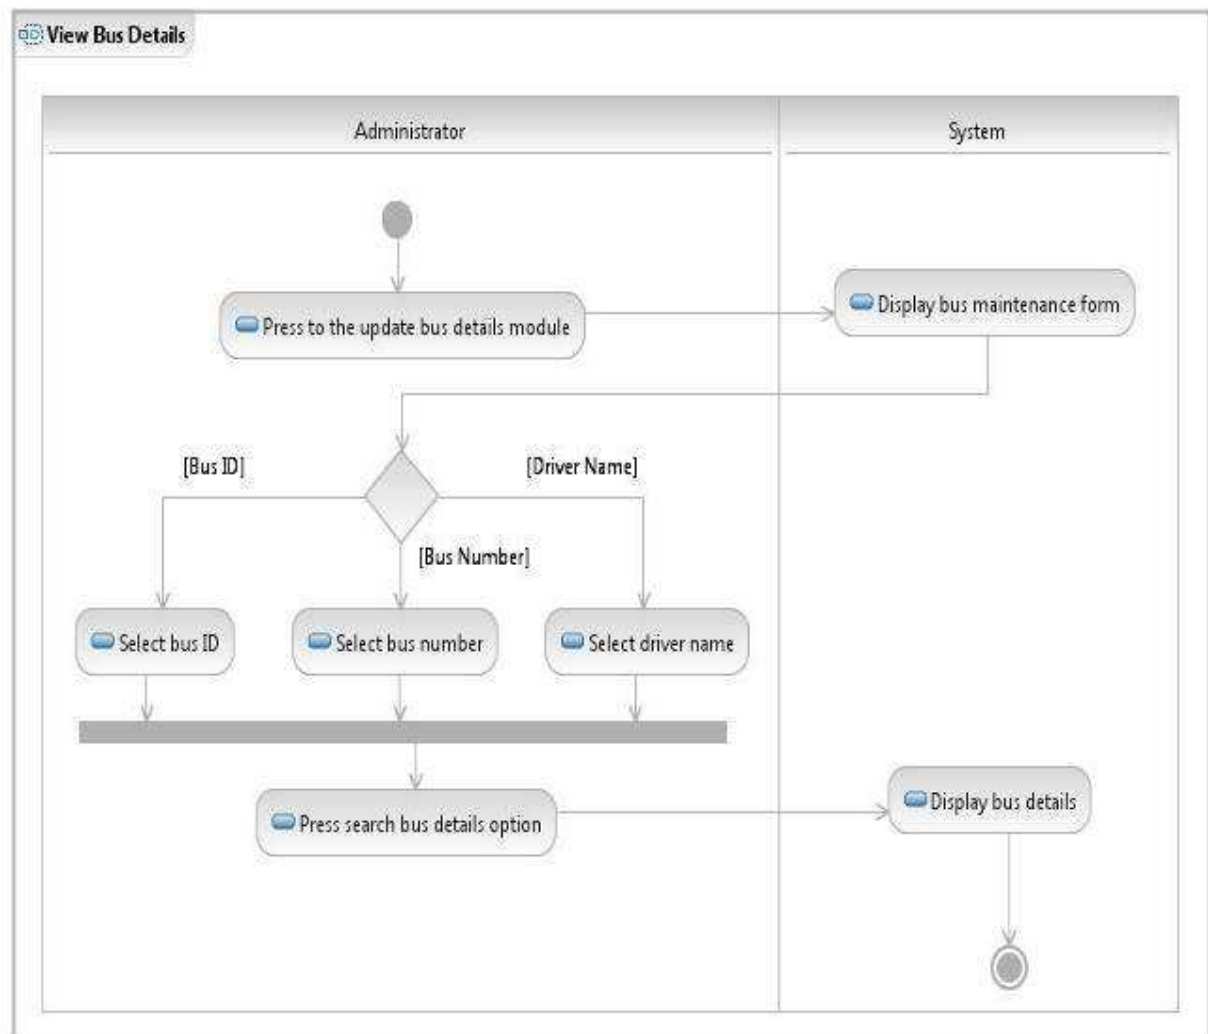 View Bus Details
Administrator
System
Press to the update bus details module
Display bus maintenance form
[Bus ID]
[Driver Name]
[Bus Number]
Select bus ID
Select bus number
Select driver name
Press search bus details option
Display bus details